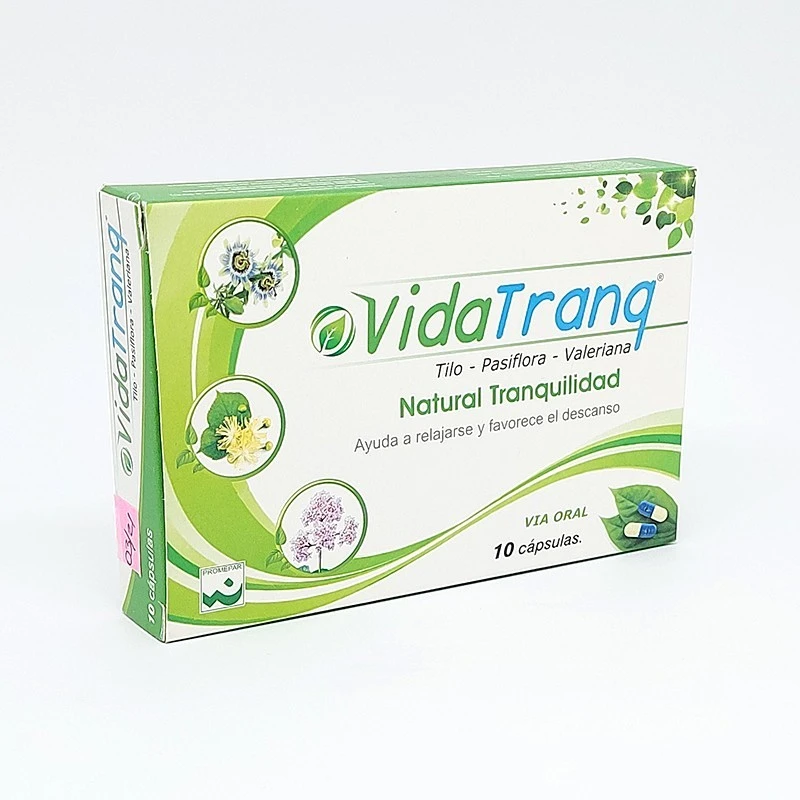 VidaTranq®
Tilo - Pasiflora - Valeriana
Natural Tranquilidad
Ayuda a relajarse y favorece el descanso
VIA ORAL
10 cápsulas.
PROMEPAR
VidaTranq
Tilo - Pasiflora - Valeriana
10 cápsulas